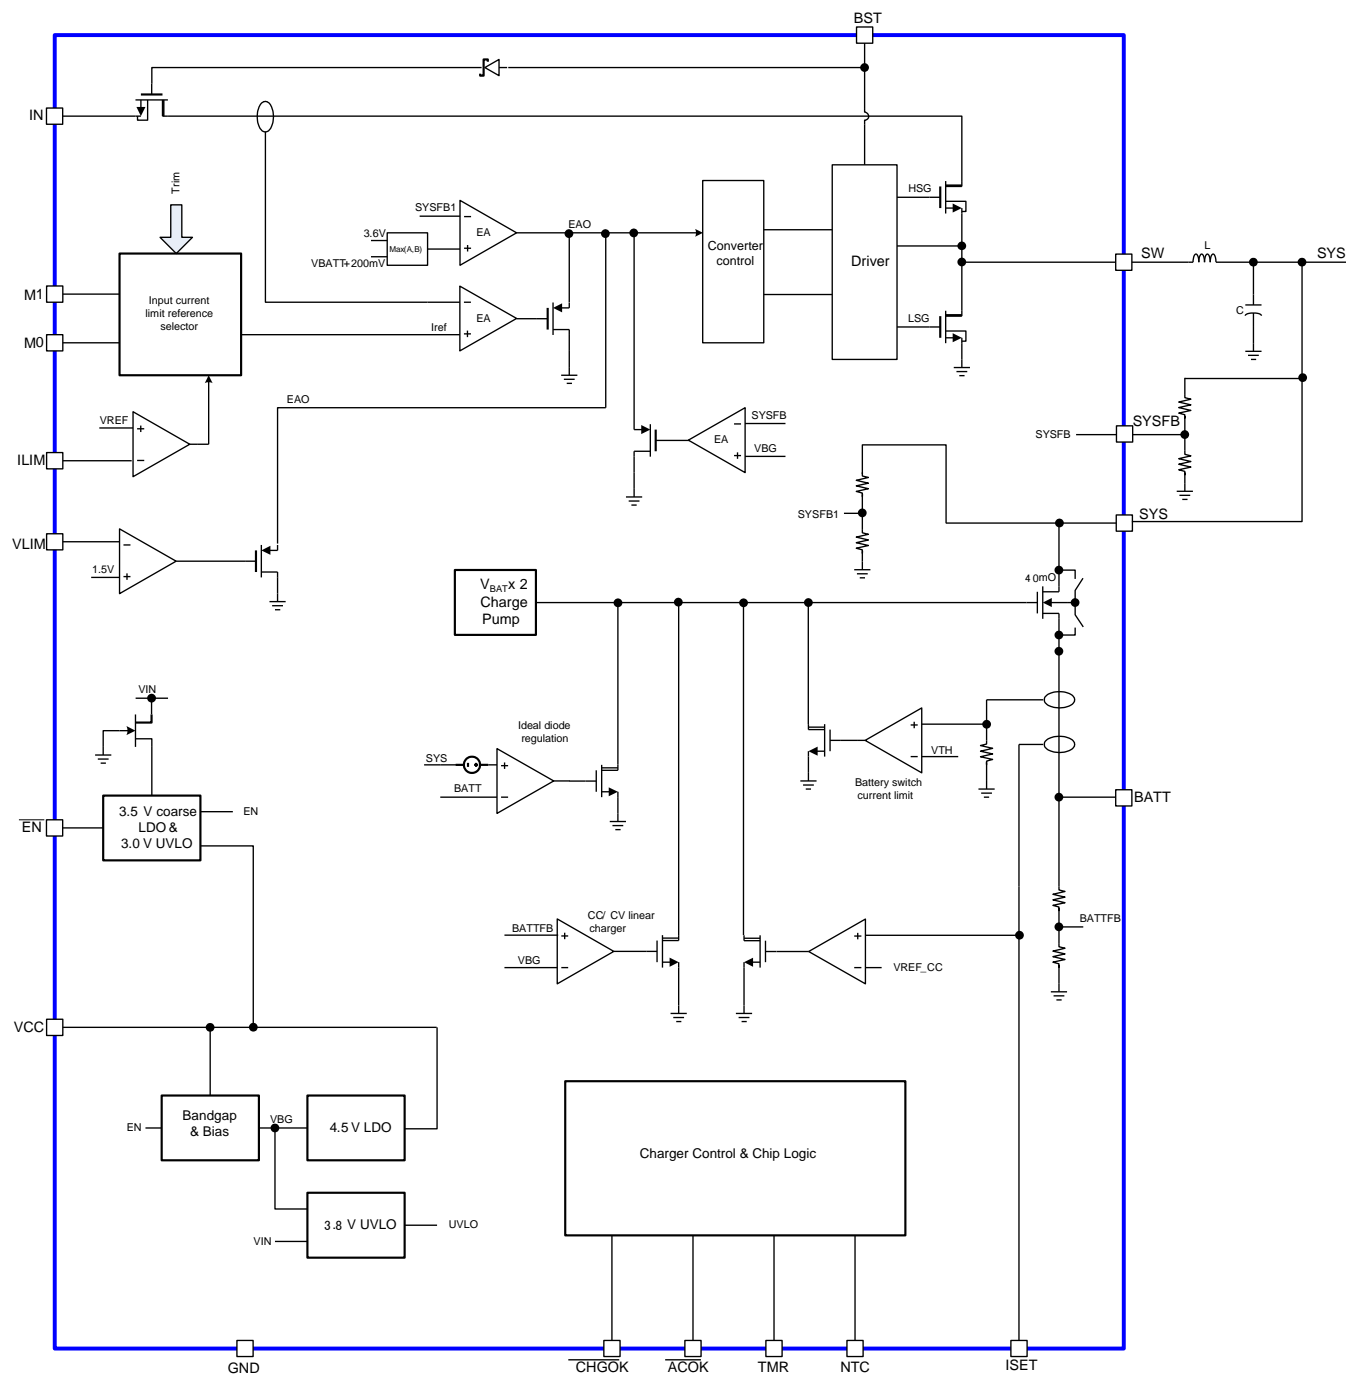 BST
IN
Trim
HSG
SYSFB1
EAO
3.6V
Max(A,B)
EA
VBATT+200mV
Converter
control
Driver
SW
L
SYS
M1
Input current
limit reference
selector
M0
Iref
EA
LSG
C
EAO
VREF
ILIM
SYSFB
EA
VBG
SYSFB
SYSFB
VLIM
1.5V
SYSFB1
SYS
VBAT x 2
Charge
Pump
40mO
VIN
Ideal diode
regulation
SYS
BATT
VTH
Battery switch
current limit
BATT
EN
3.5 V coarse
LDO &
3.0 V UVLO
EN
BATTFB
CC/ CV linear
charger
VBG
VREF_CC
BATTFB
VCC
EN
Bandgap
& Bias
VBG
4.5 V LDO
Charger Control & Chip Logic
3.8 V UVLO
UVLO
VIN
GND
CHGOK
ACOK
TMR
NTC
ISET